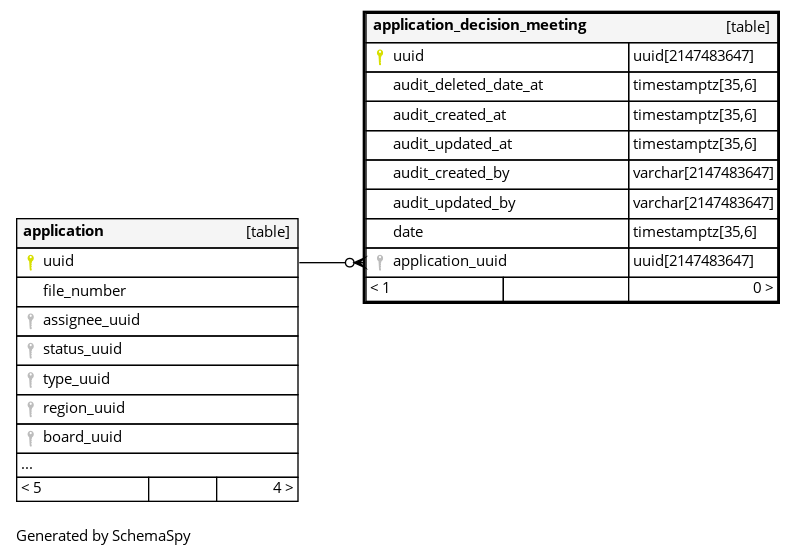 application_decision_meeting [table]
uuid uuid[2147483647]
audit_deleted_date_at timestamptz[35,6]
audit_created_at timestamptz[35,6]
audit_updated_at timestamptz[35,6]
audit_created_by varchar[2147483647]
audit_updated_by varchar[2147483647]
date timestamptz[35,6]
application_uuid uuid[2147483647]
< 1 0 >
application [table]
uuid
file_number
assignee_uuid
status_uuid
type_uuid
region_uuid
board_uuid
...
< 5 4 >
Generated by SchemaSpy